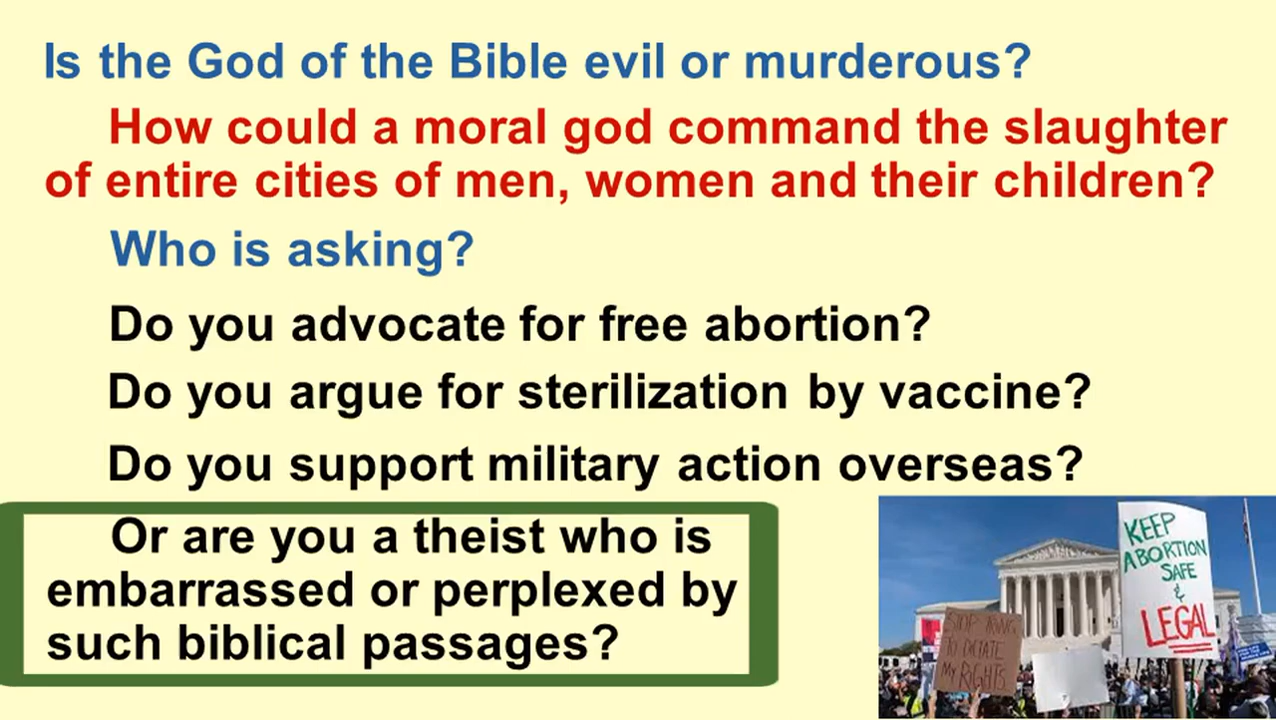 Is the God of the Bible evil or murderous?
How could a moral god command the slaughter
of entire cities of men, women and their children?
Who is asking?
Do you advocate for free abortion?
Do you argue for sterilization by vaccine?
Do you support military action overseas?
Or are you a theist who is
embarrassed or perplexed by
such biblical passages?
KEEP
ABORTION
SAFE
&
LEGAL
STOP
TO DICTATE
MY RIGHTS